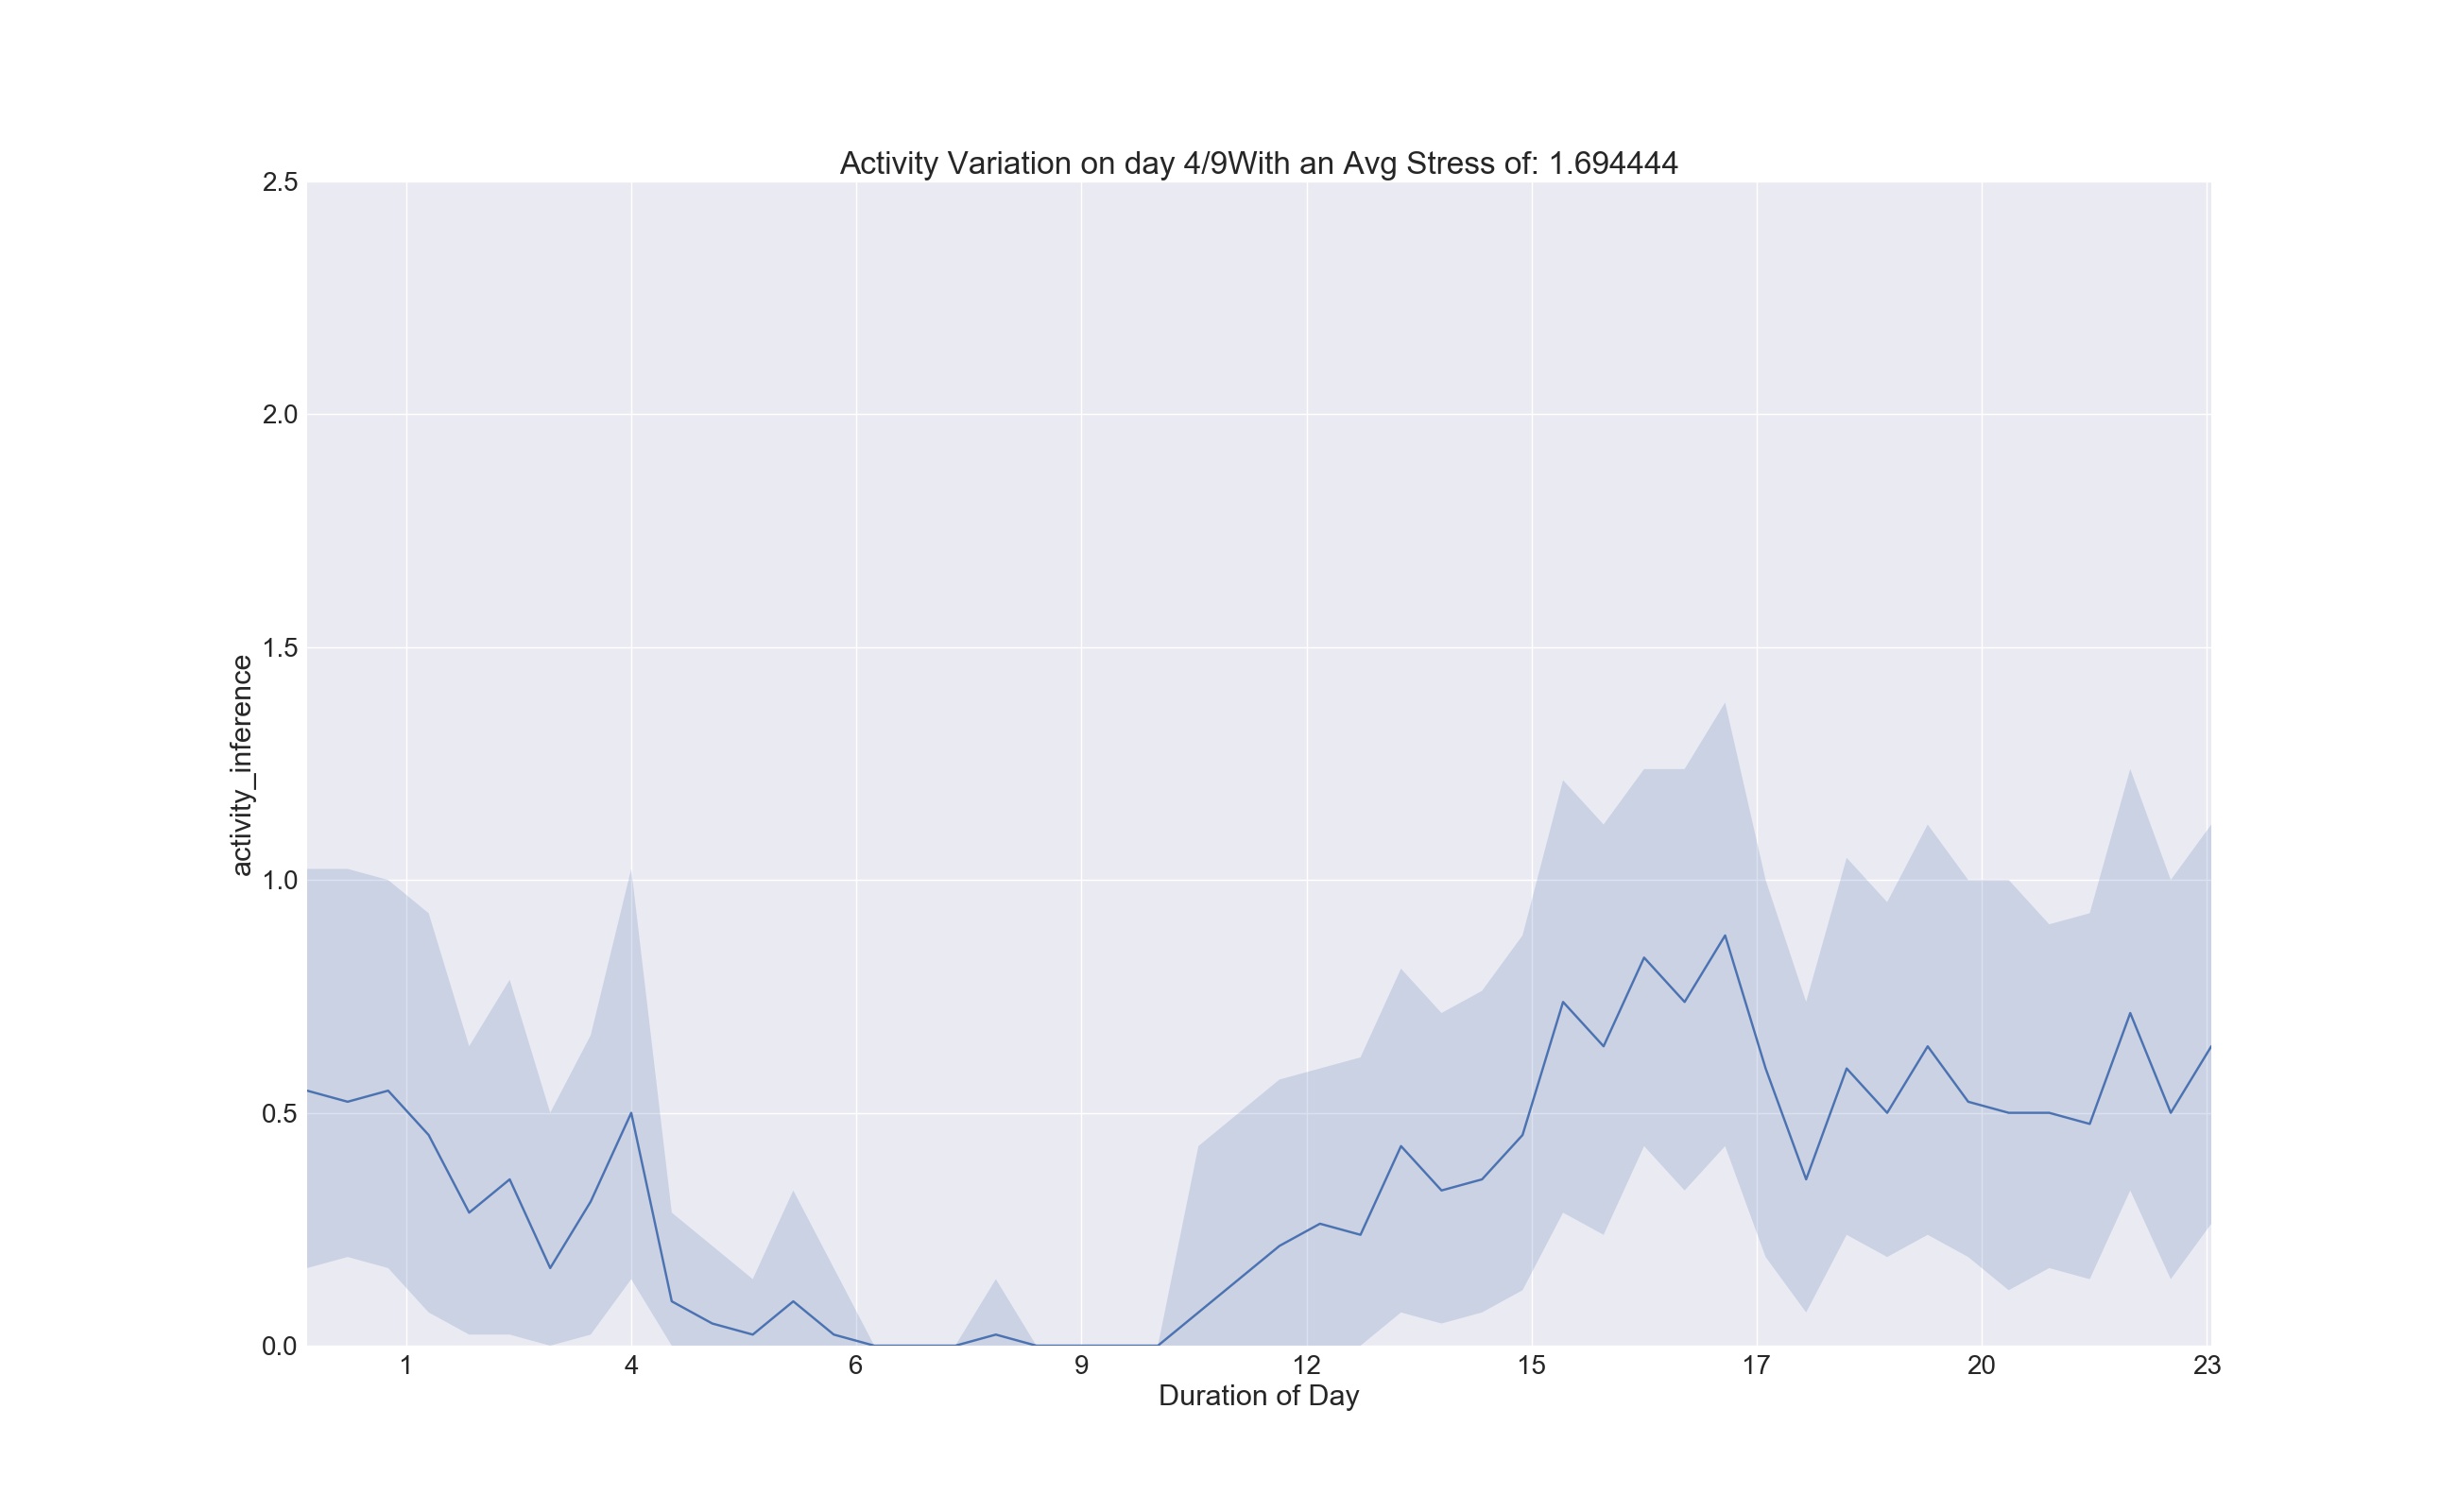 Activity Variation on day 4/9With an Avg Stress of: 1.694444
2.5
2.0
1.5
1.0
0.5
0.0
activity_inference
1 4 6 9 12 15 17 20 23
Duration of Day